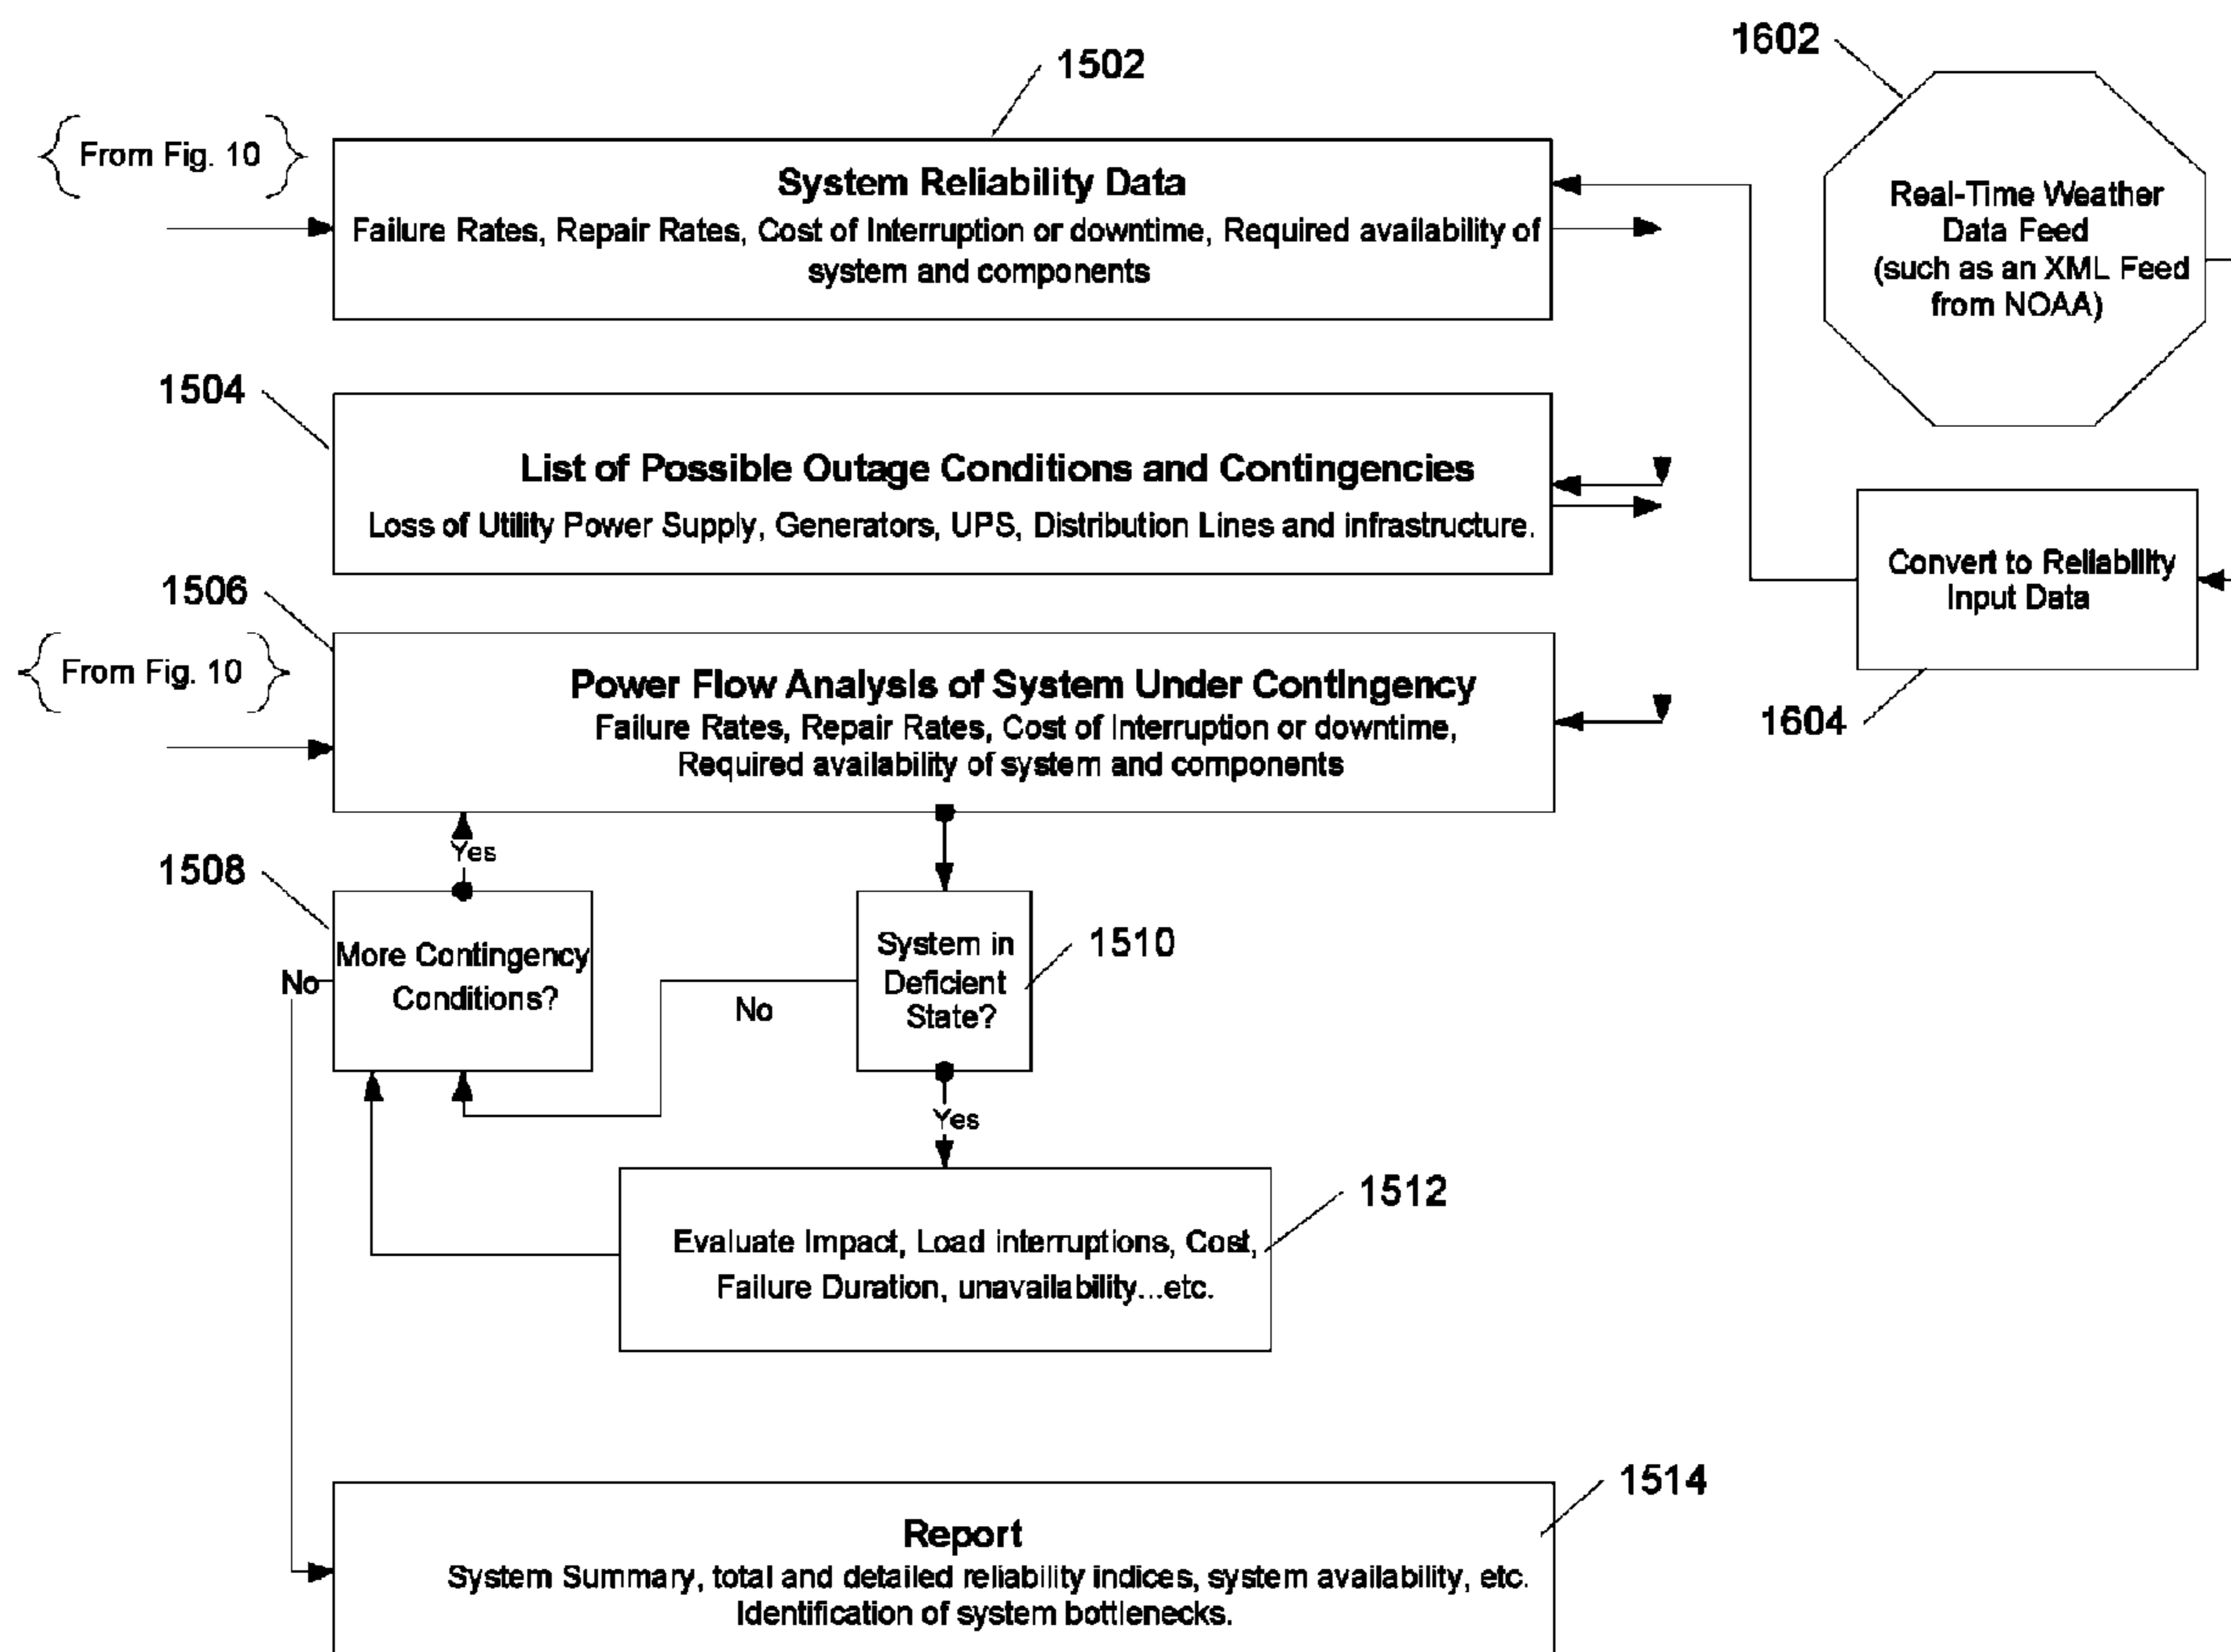 1602
1502
From Fig. 10
System Reliability Data
Failure Rates, Repair Rates, Cost of Interruption or downtime, Required availability of
system and components
Real-Time Weather
Data Feed
(such as an XML Feed
from NOAA)
1504
List of Possible Outage Conditions and Contingencies
Loss of Utility Power Supply, Generators, UPS, Distribution Lines and infrastructure.
Convert to Reliability
Input Data
1604
1506
From Fig. 10
Power Flow Analysis of System Under Contingency
Failure Rates, Repair Rates, Cost of Interruption or downtime,
Required availability of system and components
Yes
1508
More Contingency
Conditions?
No
System in
Deficient
State?
1510
No
Yes
1512
Evaluate Impact, Load interruptions, Cost,
Failure Duration, unavailability...etc.
1514
Report
System Summary, total and detailed reliability indices, system availability, etc.
Identification of system bottlenecks.